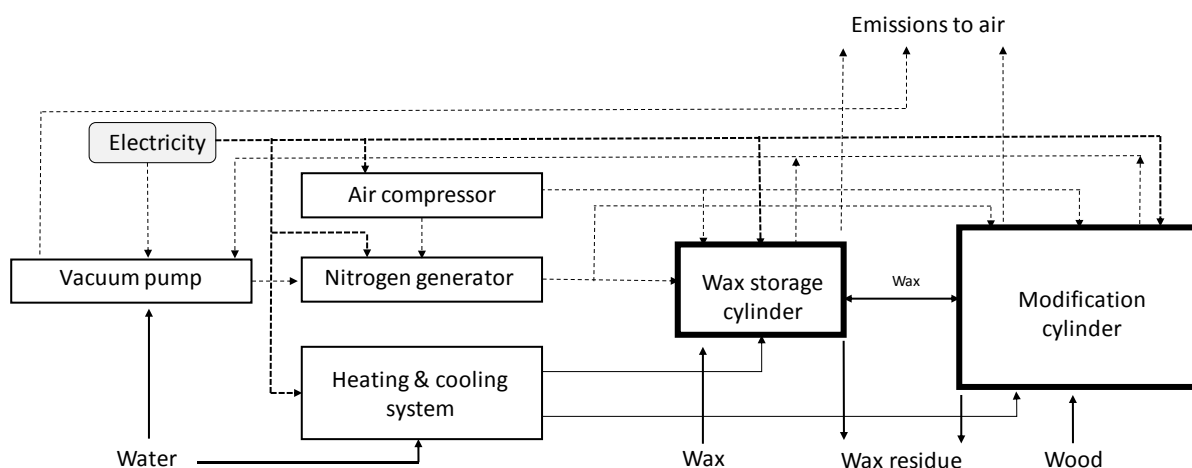 Emissions to air
Electricity
Air compressor
Vacuum pump
Nitrogen generator
Wax storage
cylinder
Wax
Modification
cylinder
Heating & cooling
system
Water
Wax
Wax residue
Wood